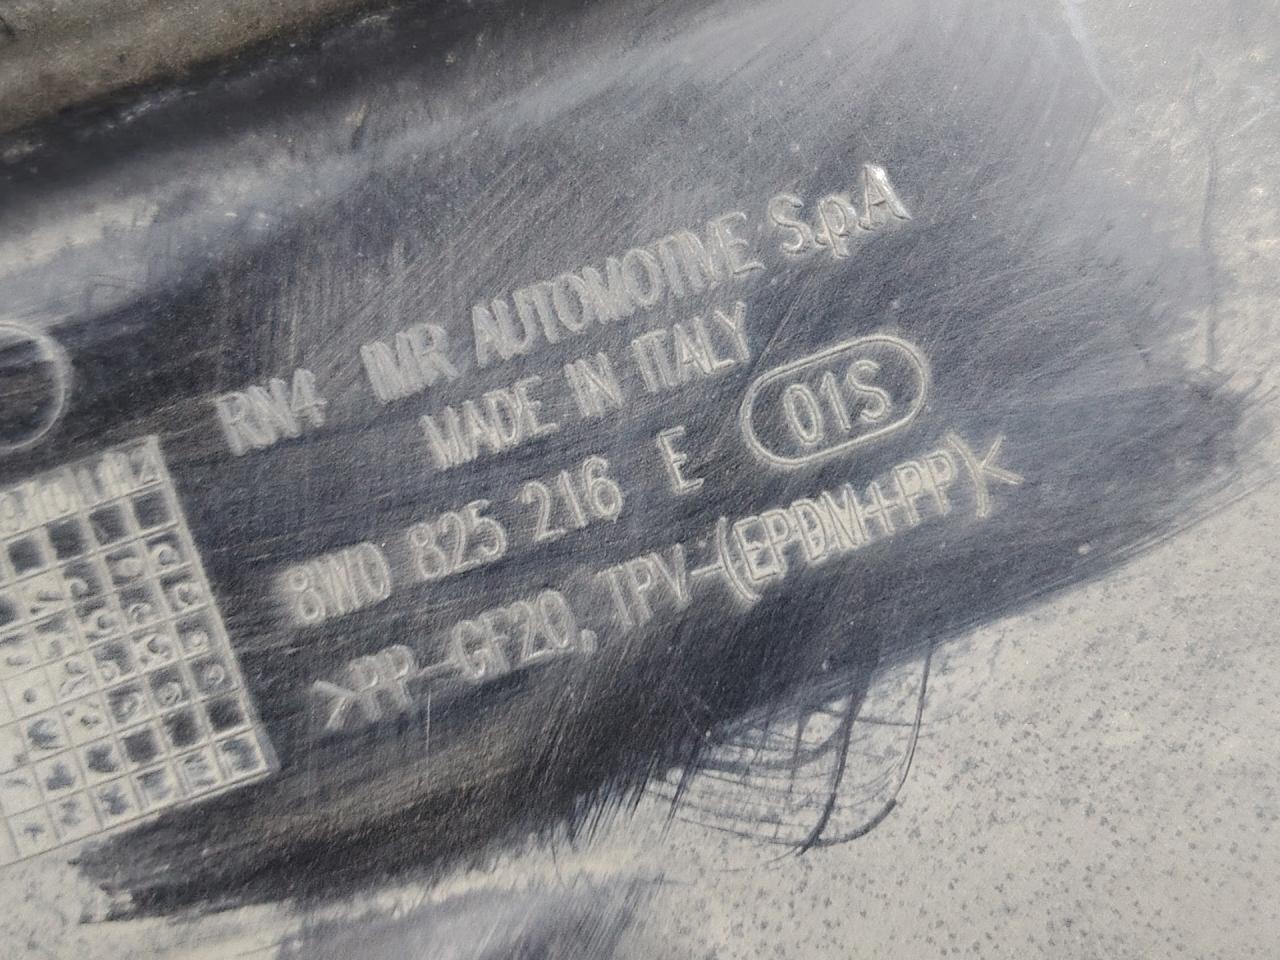 RN4 IMR AUTOMOTIVE S.p.A
MADE IN ITALY
8W0 825 216 E 01S
>PP-GF20, TPV-(EPDM+PP)<